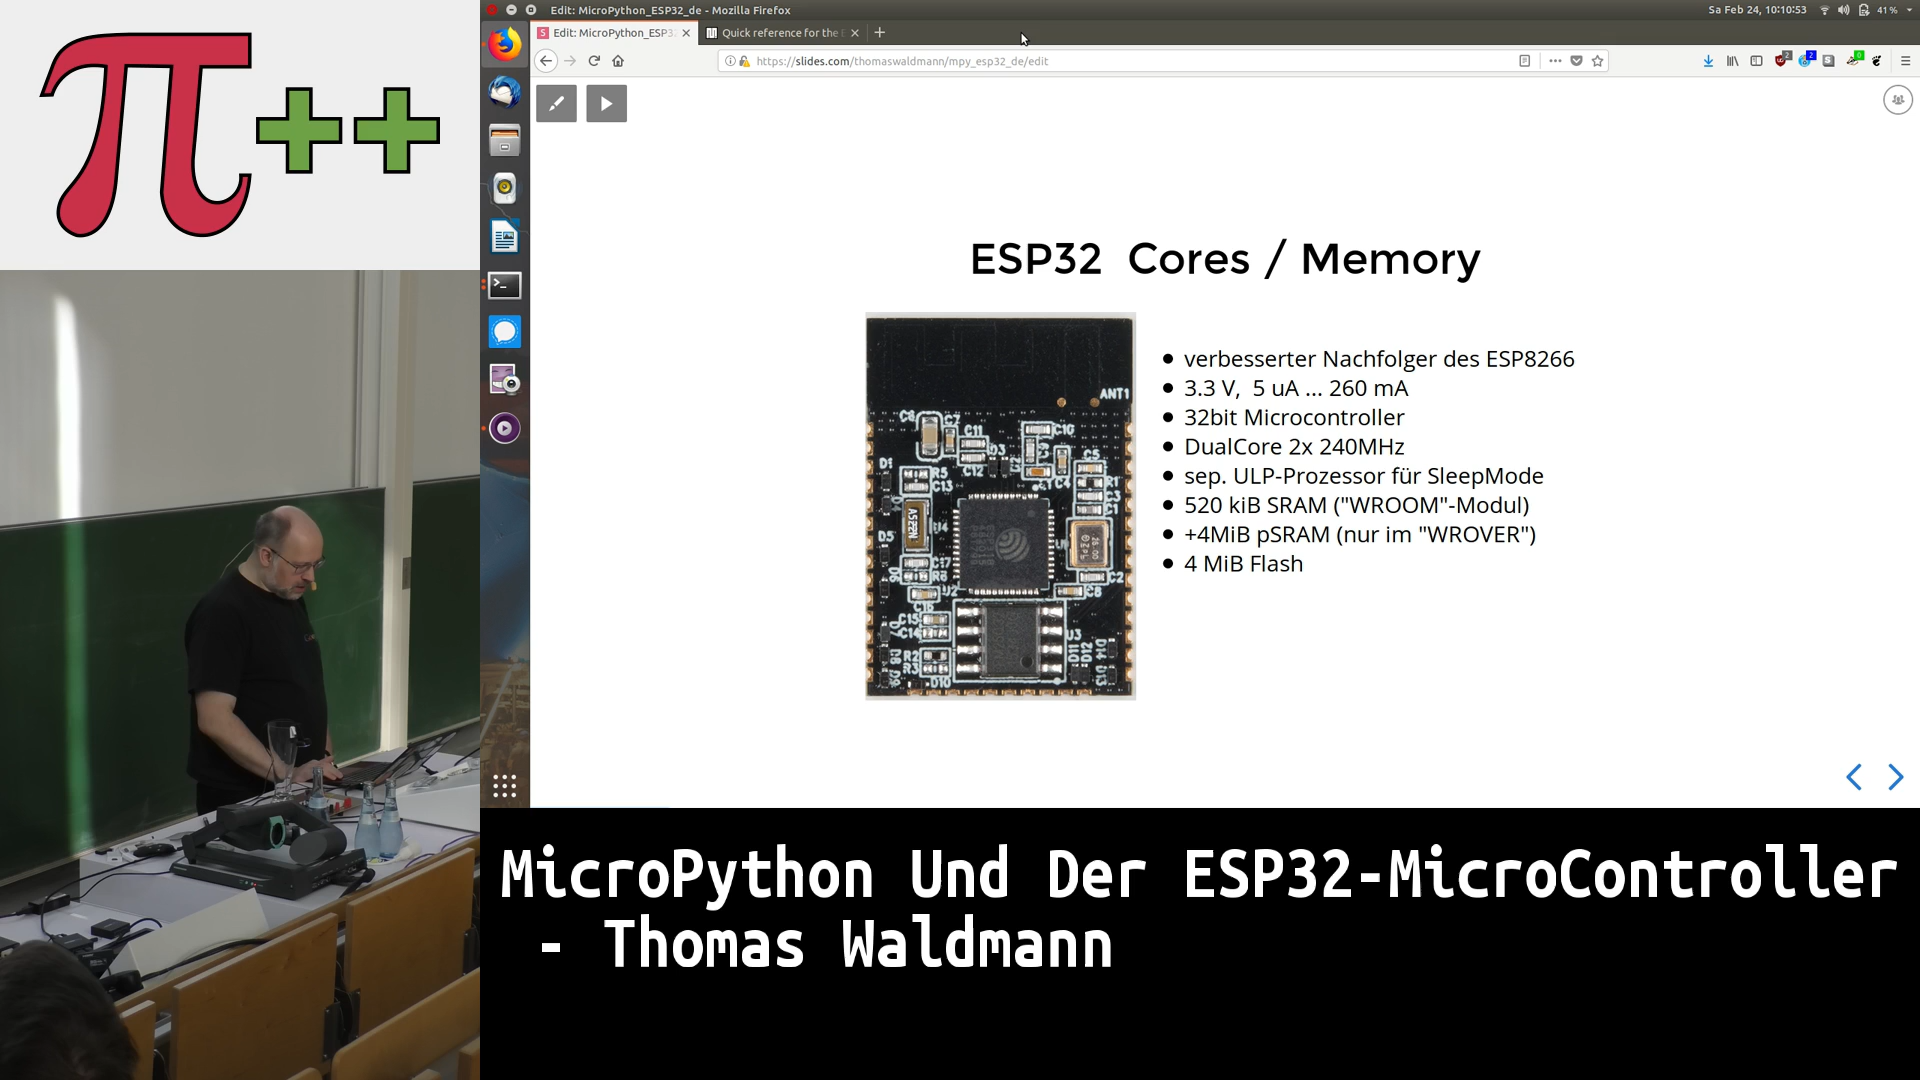 π++
Edit: MicroPython_ESP32_de - Mozilla Firefox
Sa Feb 24, 10:10:53
41%
Edit: MicroPython_ESP3
Quick reference for the E
https://slides.com/thomaswaldmann/mpy_esp32_de/edit
ESP32 Cores / Memory
ANT1
verbesserter Nachfolger des ESP8266
3.3 V, 5 uA ... 260 mA
32bit Microcontroller
DualCore 2x 240MHz
sep. ULP-Prozessor für SleepMode
520 kiB SRAM ("WROOM"-Modul)
+4MiB pSRAM (nur im "WROVER")
4 MiB Flash
MicroPython Und Der ESP32-MicroController
- Thomas Waldmann